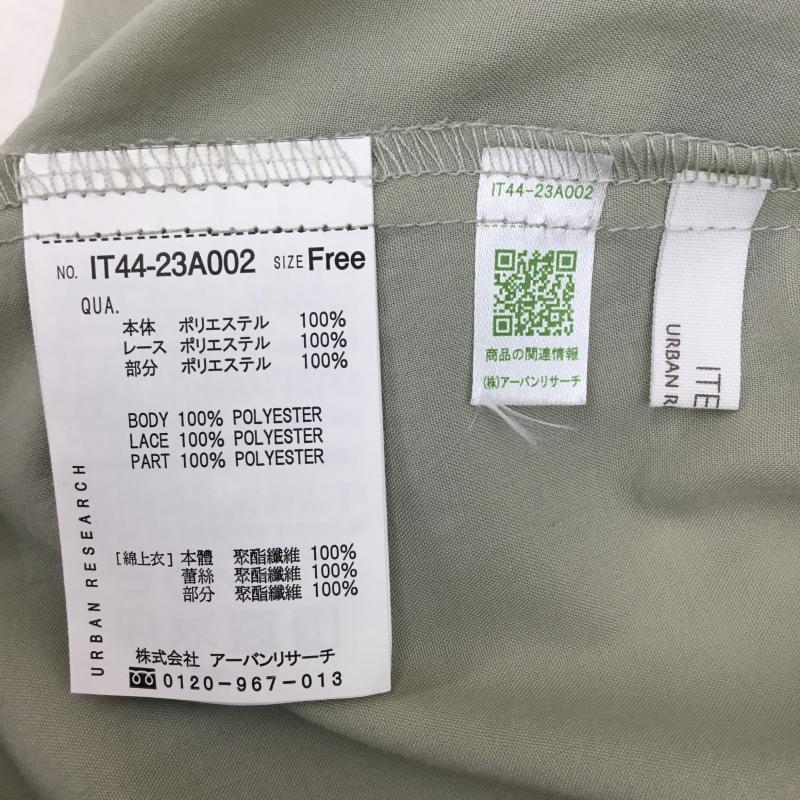 NO. IT44-23A002 SIZE Free
QUA.
本体 ポリエステル 100%
レース ポリエステル 100%
部分 ポリエステル 100%
BODY 100% POLYESTER
LACE 100% POLYESTER
PART 100% POLYESTER
URBAN RESEARCH
[綿上衣] 本體 聚酯纖維 100%
蕾絲 聚酯纖維 100%
部分 聚酯纖維 100%
株式会社 アーバンリサーチ
0120-967-013
IT44-23A002
商品の関連情報
(株)アーバンリサーチ
ITE
URBAN R